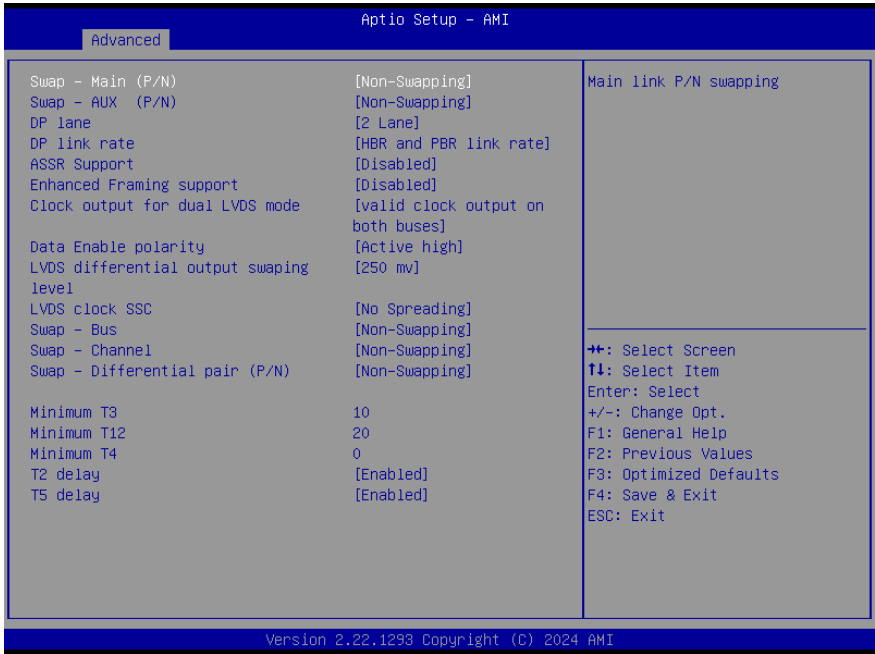 Aptio Setup – AMI
Advanced
Swap – Main (P/N) [Non-Swapping]
Swap – AUX (P/N) [Non-Swapping]
DP lane [2 Lane]
DP link rate [HBR and PBR link rate]
ASSR Support [Disabled]
Enhanced Framing support [Disabled]
Clock output for dual LVDS mode [valid clock output on
both buses]
Data Enable polarity [Active high]
LVDS differential output swaping [250 mv]
level
LVDS clock SSC [No Spreading]
Swap – Bus [Non-Swapping]
Swap – Channel [Non-Swapping]
Swap – Differential pair (P/N) [Non-Swapping]
Minimum T3 10
Minimum T12 20
Minimum T4 0
T2 delay [Enabled]
T5 delay [Enabled]
Main link P/N swapping
→←: Select Screen
↑↓: Select Item
Enter: Select
+/-: Change Opt.
F1: General Help
F2: Previous Values
F3: Optimized Defaults
F4: Save & Exit
ESC: Exit
Version 2.22.1293 Copyright (C) 2024 AMI